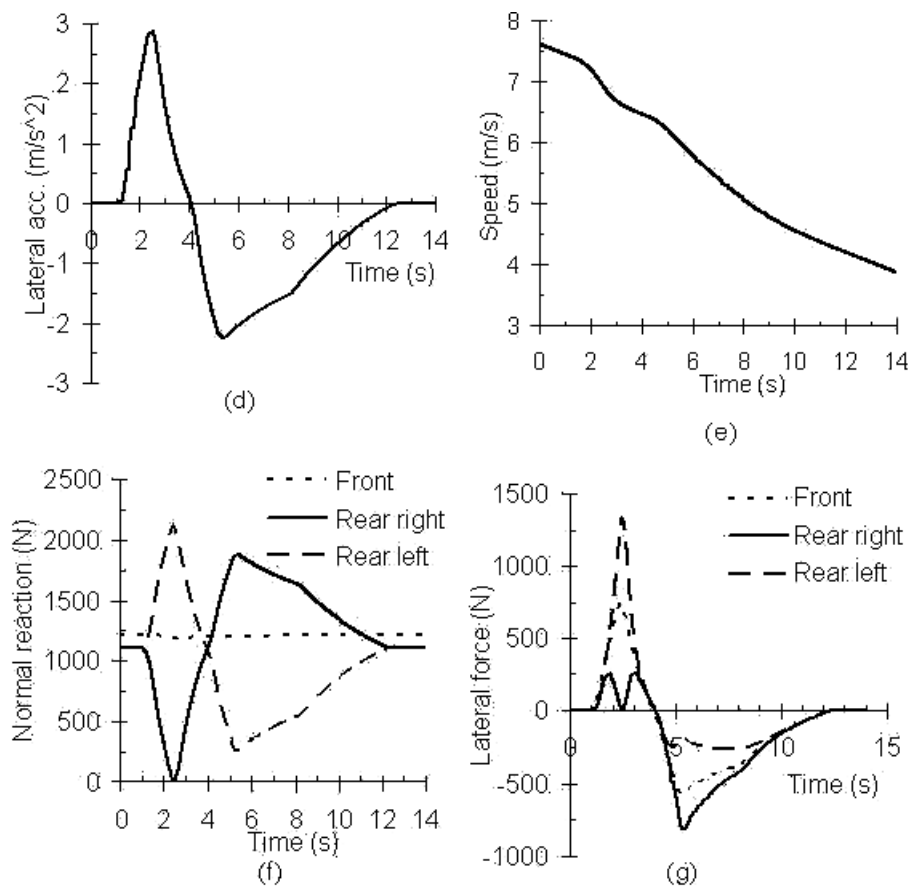 3
2
1
0
-1
-2
-3
Lateral acc. (m/s^2)
0 2 4 6 8 10 12 14
Time (s)
(d)
8
7
6
5
4
3
Speed (m/s)
0 2 4 6 8 10 12 14
Time (s)
(e)
2500
2000
1500
1000
500
0
Normal reaction (N)
Front
Rear right
Rear left
0 2 4 6 8 10 12 14
Time (s)
(f)
1500
1000
500
0
-500
-1000
Lateral force (N)
Front
Rear right
Rear left
0 5 10 15
Time (s)
(g)